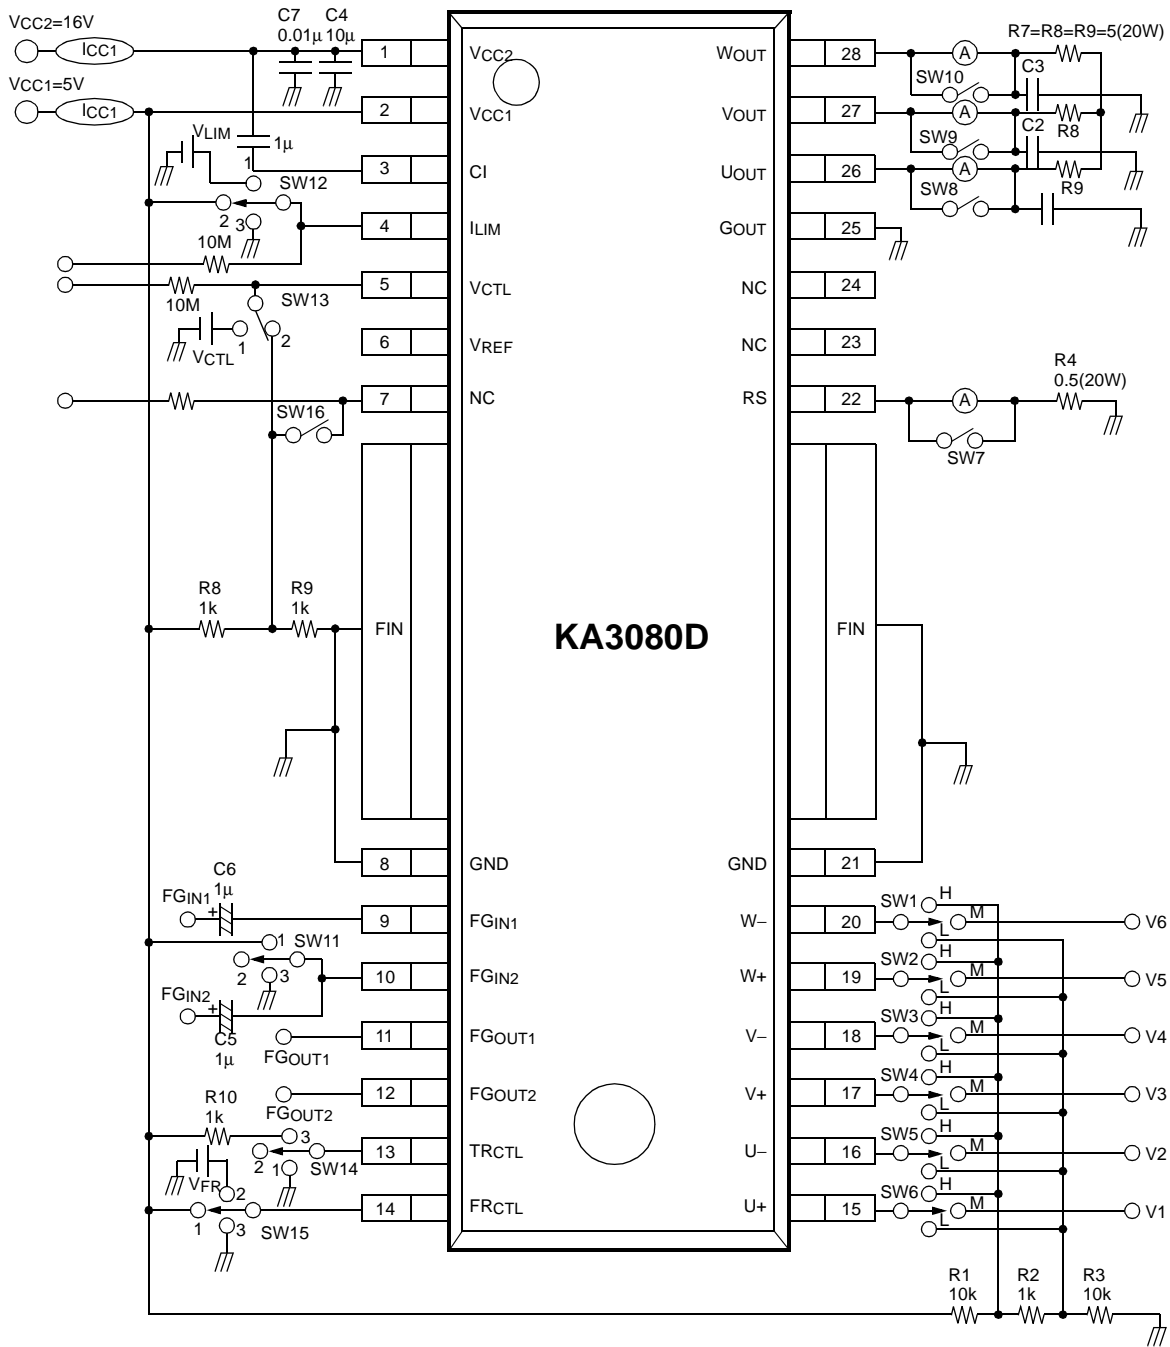 VCC2=16V
ICC1
C7
0.01µ
C4
10µ
VCC1=5V
ICC1
VLIM
1
1µ
SW12
2
3
10M
10M
SW13
1
2
VCTL
SW16
R8
1k
R9
1k
C6
1µ
FGIN1
+
1
SW11
2
3
FGIN2
+
C5
1µ
FGOUT1
FGOUT2
R10
1k
3
2
1
SW14
VFR
2
1
3
SW15
1
VCC2
2
VCC1
3
CI
4
ILIM
5
VCTL
6
VREF
7
NC
FIN
8
GND
9
FGIN1
10
FGIN2
11
FGOUT1
12
FGOUT2
13
TRCTL
14
FRCTL
KA3080D
WOUT
28
VOUT
27
UOUT
26
GOUT
25
NC
24
NC
23
RS
22
FIN
GND
21
W−
20
W+
19
V−
18
V+
17
U−
16
U+
15
R7=R8=R9=5(20W)
A
SW10
C3
A
SW9
C2
R8
A
SW8
R9
A
SW7
R4
0.5(20W)
SW1
H
M
L
V6
SW2
H
M
L
V5
SW3
H
M
L
V4
SW4
H
M
L
V3
SW5
H
M
L
V2
SW6
H
M
L
V1
R1
10k
R2
1k
R3
10k